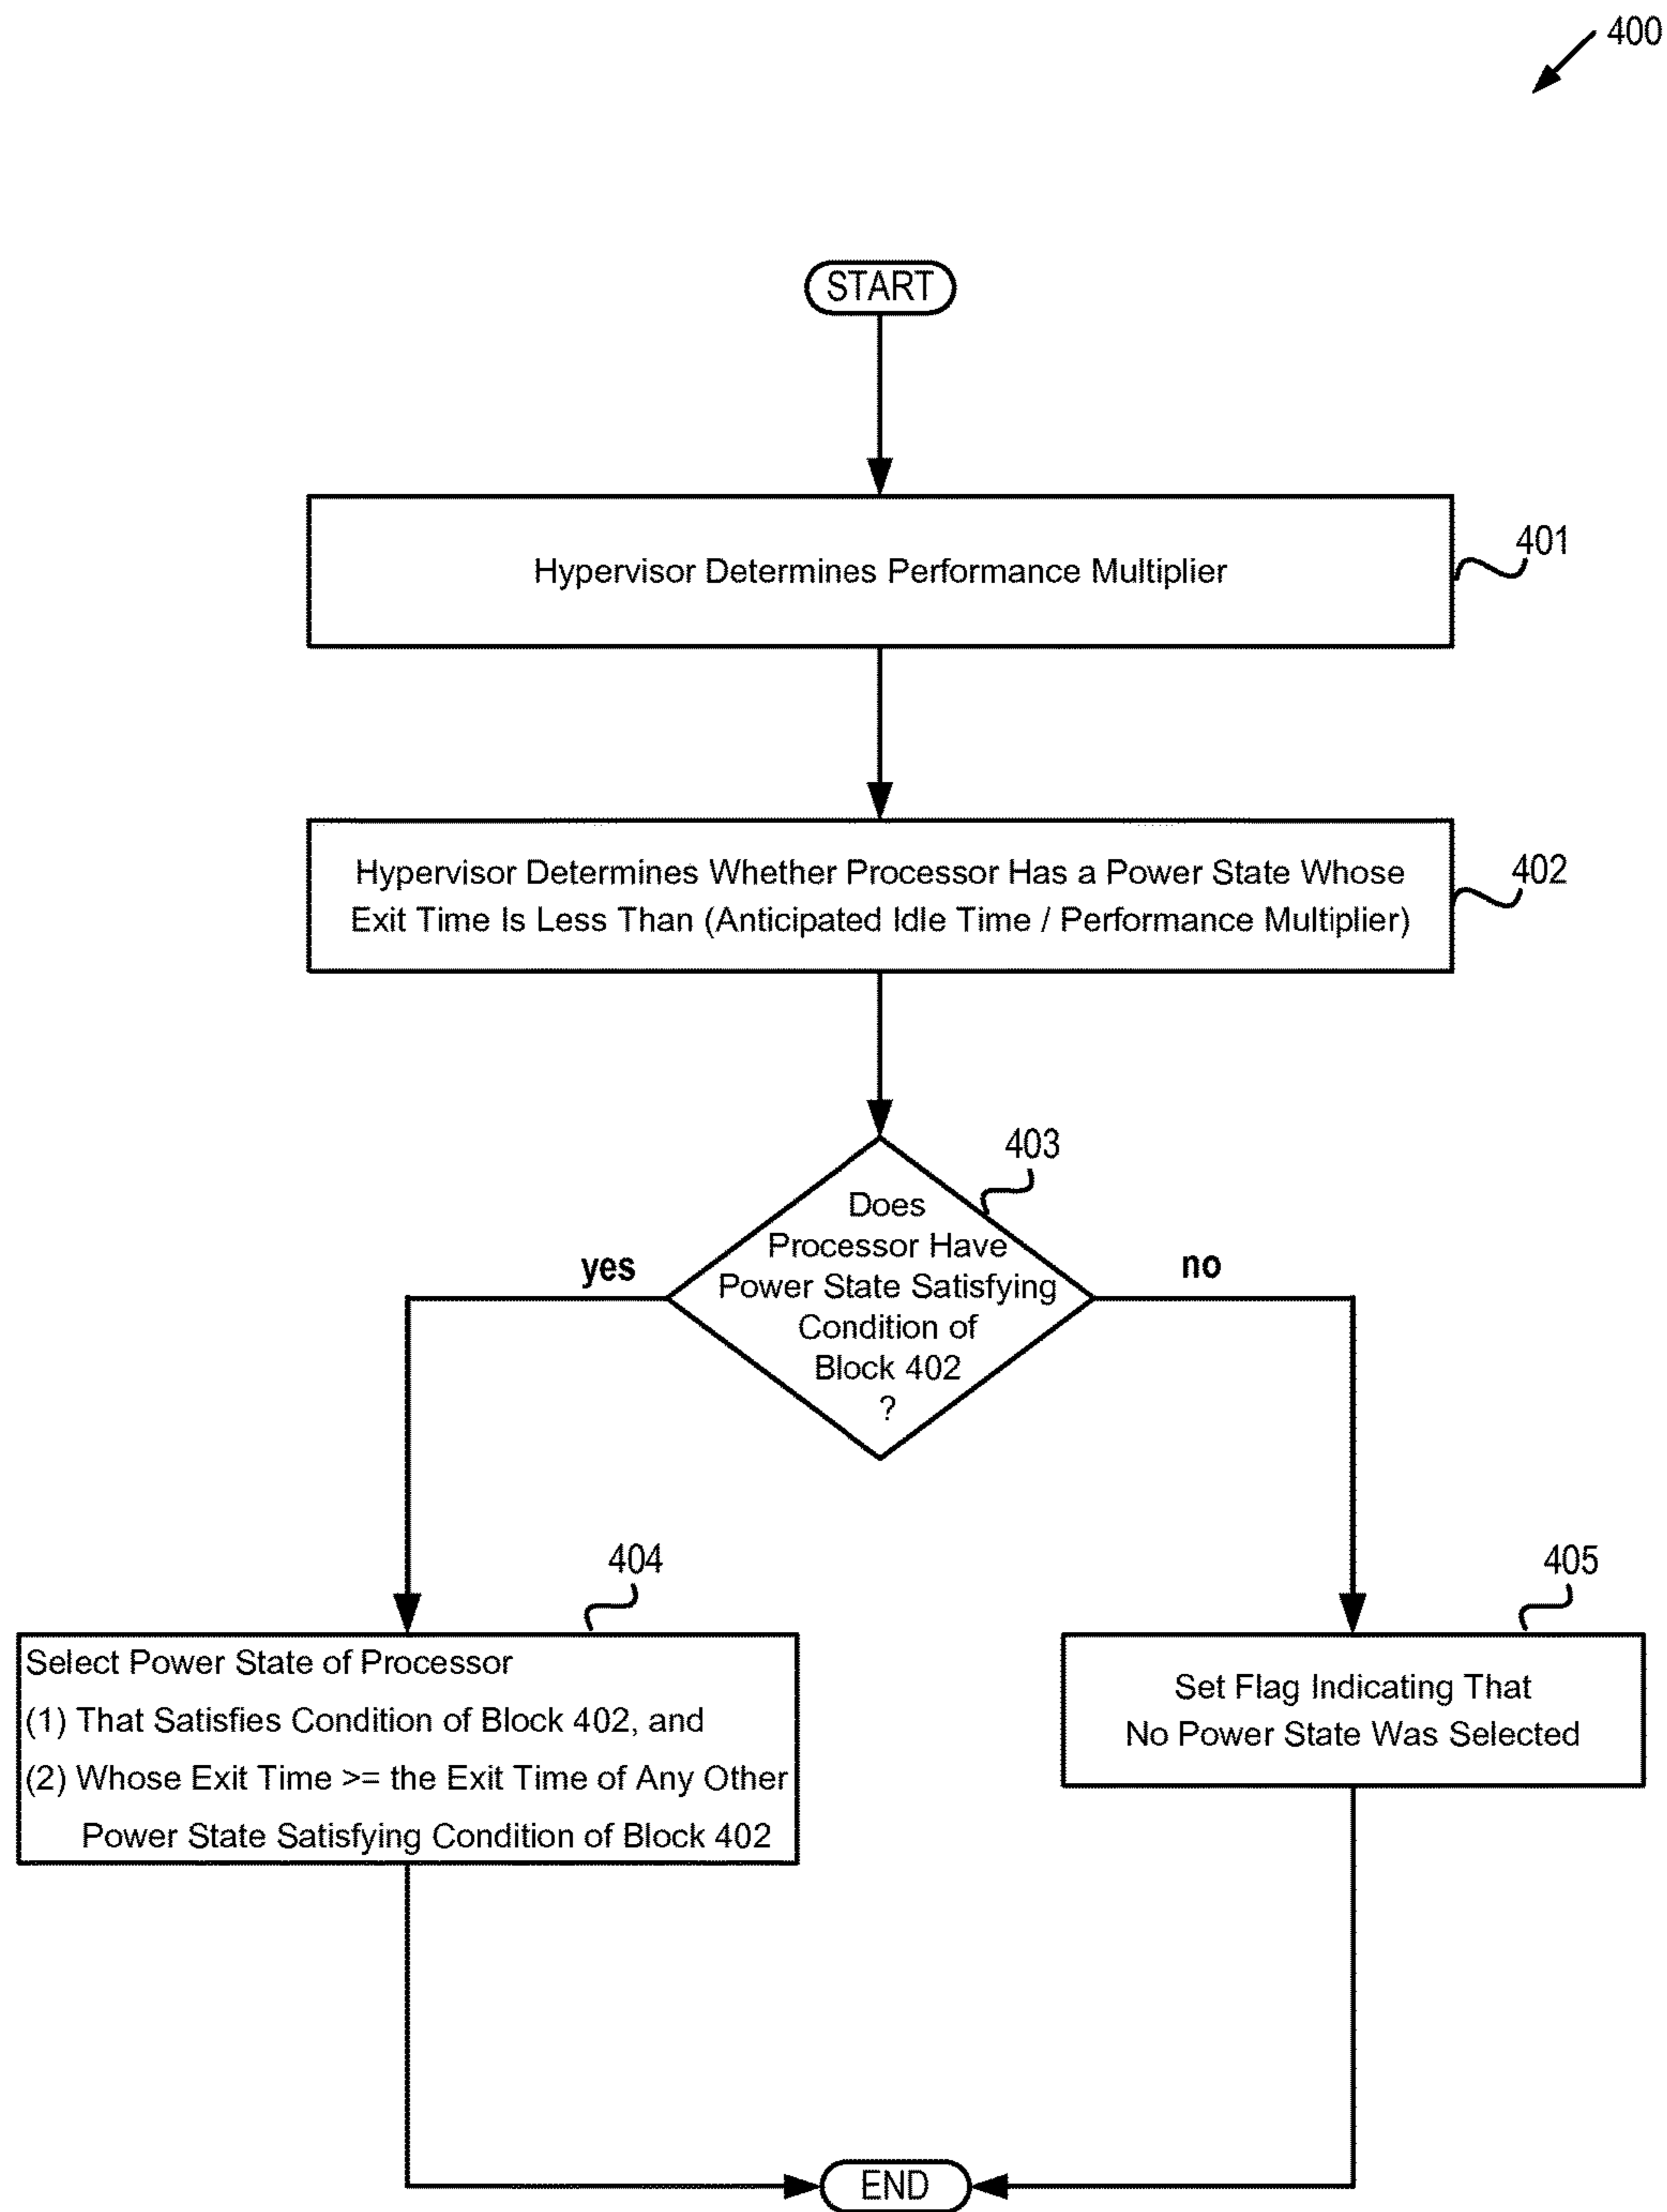 400
START
Hypervisor Determines Performance Multiplier
401
Hypervisor Determines Whether Processor Has a Power State Whose
Exit Time Is Less Than (Anticipated Idle Time / Performance Multiplier)
402
403
Does
Processor Have
Power State Satisfying
Condition of
Block 402
?
yes
no
404
Select Power State of Processor
(1) That Satisfies Condition of Block 402, and
(2) Whose Exit Time >= the Exit Time of Any Other
Power State Satisfying Condition of Block 402
405
Set Flag Indicating That
No Power State Was Selected
END